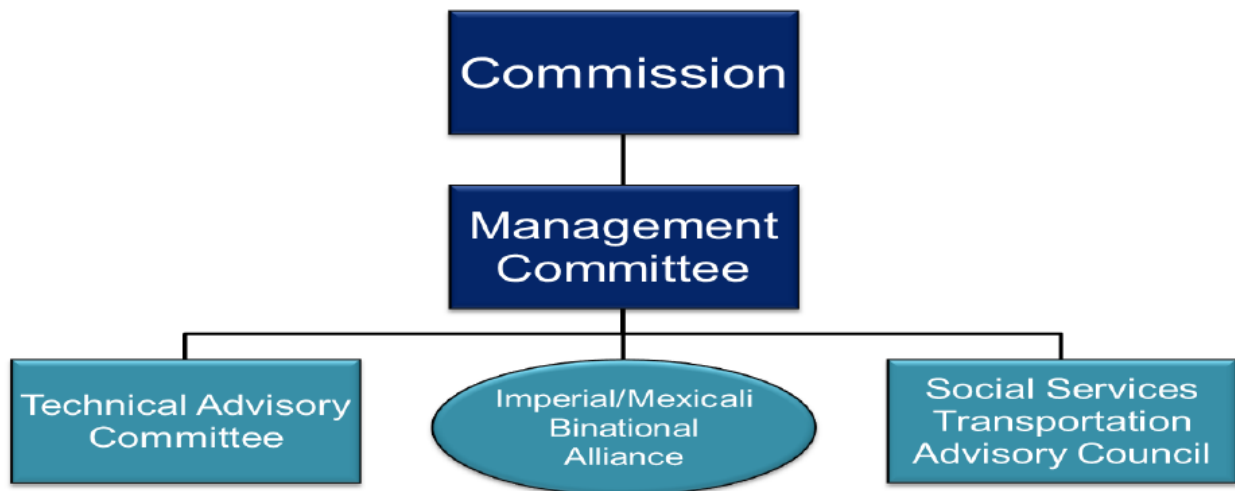 Commission
Management
Committee
Technical Advisory
Committee
Imperial/Mexicali
Binational
Alliance
Social Services
Transportation
Advisory Council